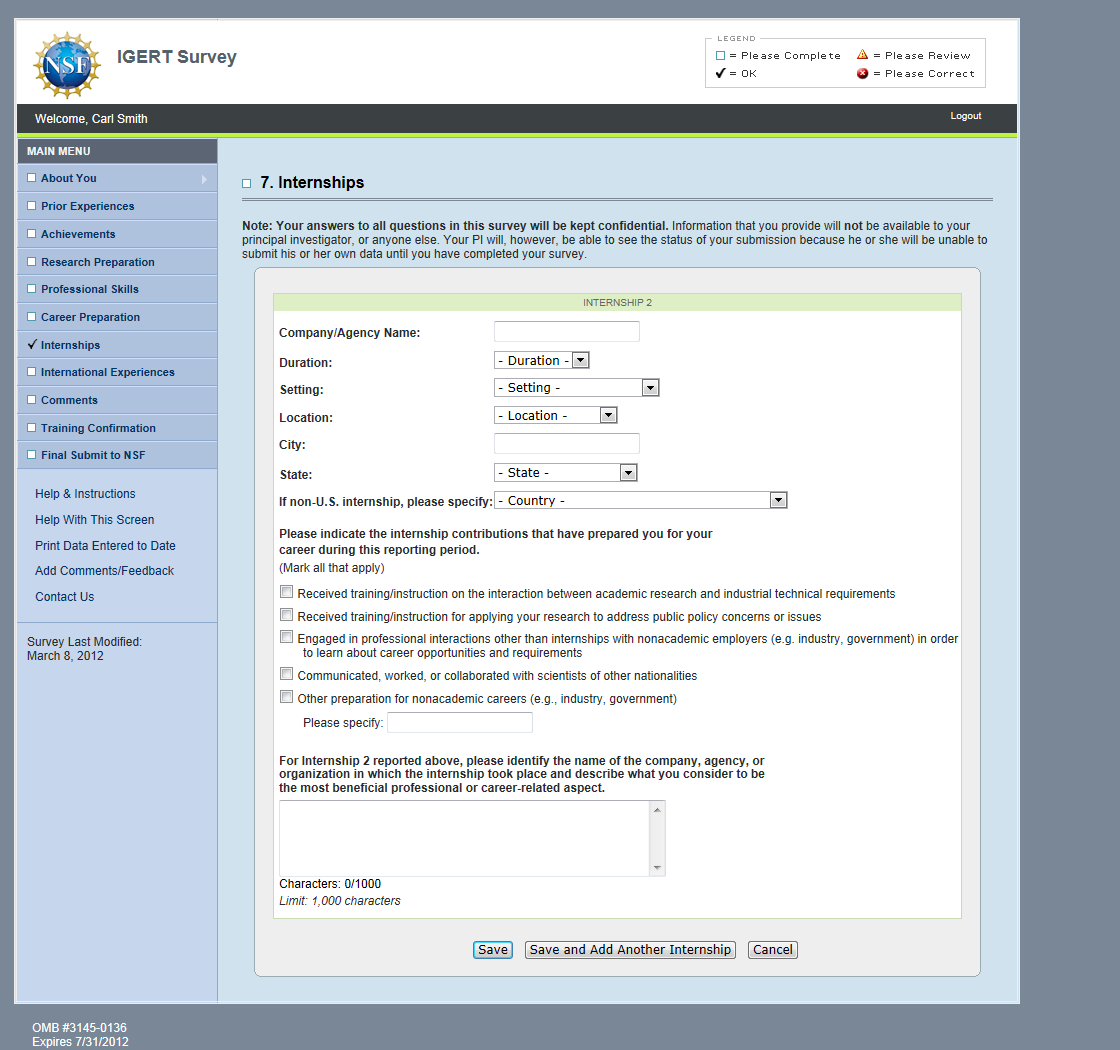 NSF
IGERT Survey
LEGEND
= Please Complete
= Please Review
= OK
= Please Correct
Welcome, Carl Smith
Logout
MAIN MENU
About You
Prior Experiences
Achievements
Research Preparation
Professional Skills
Career Preparation
Internships
International Experiences
Comments
Training Confirmation
Final Submit to NSF
Help & Instructions
Help With This Screen
Print Data Entered to Date
Add Comments/Feedback
Contact Us
Survey Last Modified:
March 8, 2012
7. Internships
Note: Your answers to all questions in this survey will be kept confidential. Information that you provide will not be available to your
principal investigator, or anyone else. Your PI will, however, be able to see the status of your submission because he or she will be unable to
submit his or her own data until you have completed your survey.
INTERNSHIP 2
Company/Agency Name:
Duration: - Duration -
Setting: - Setting -
Location: - Location -
City:
State: - State -
If non-U.S. internship, please specify: - Country -
Please indicate the internship contributions that have prepared you for your
career during this reporting period.
(Mark all that apply)
Received training/instruction on the interaction between academic research and industrial technical requirements
Received training/instruction for applying your research to address public policy concerns or issues
Engaged in professional interactions other than internships with nonacademic employers (e.g. industry, government) in order
to learn about career opportunities and requirements
Communicated, worked, or collaborated with scientists of other nationalities
Other preparation for nonacademic careers (e.g., industry, government)
Please specify:
For Internship 2 reported above, please identify the name of the company, agency, or
organization in which the internship took place and describe what you consider to be
the most beneficial professional or career-related aspect.
Characters: 0/1000
Limit: 1,000 characters
Save
Save and Add Another Internship
Cancel
OMB #3145-0136
Expires 7/31/2012